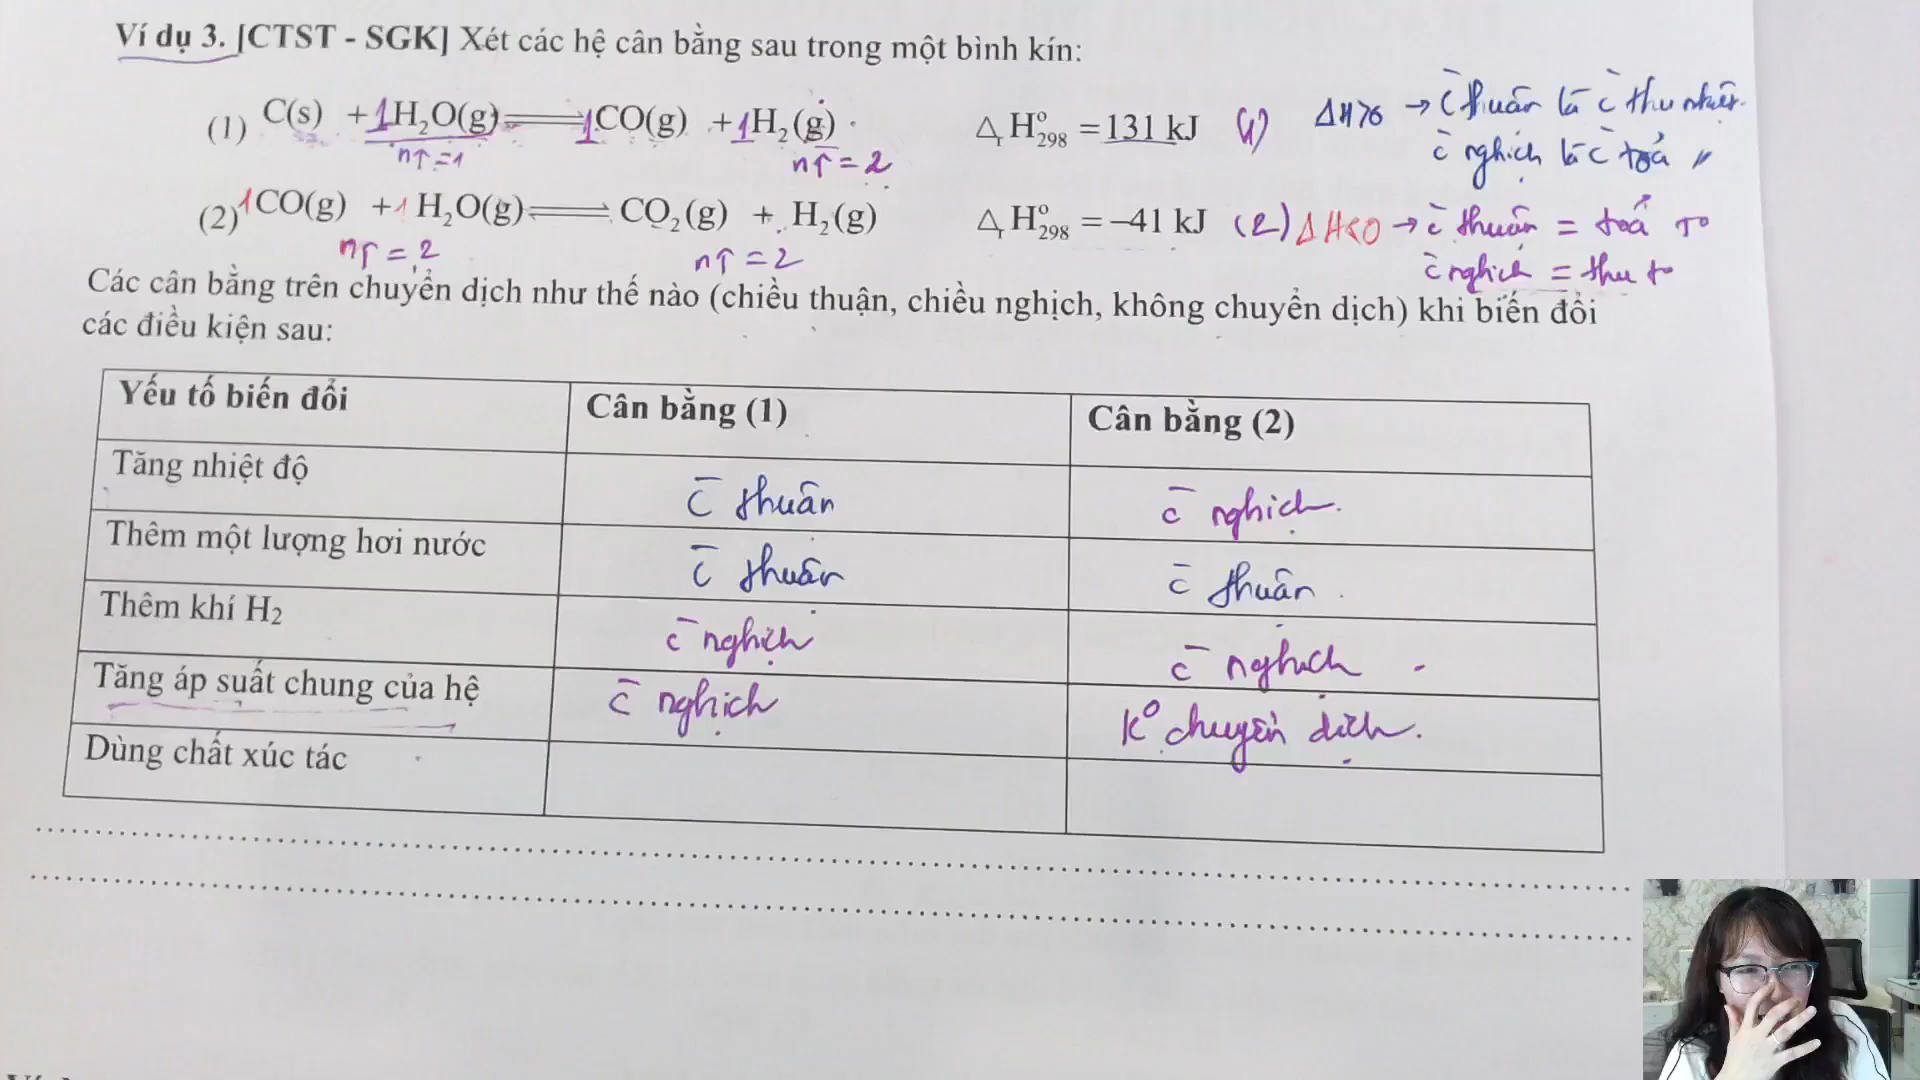 Ví dụ 3. [CTST - SGK] Xét các hệ cân bằng sau trong một bình kín:
(1) C(s) + 1H₂O(g) ⇌ 1CO(g) + 1H₂(g) ΔᵣH°₂₉₈ = 131 kJ (1) ΔH>0 → c̄ thuận là c̄ thu nhiệt.
n↑ = 1 n↑ = 2 c̄ nghịch là c̄ toả "
(2) 1CO(g) + 1 H₂O(g) ⇌ CO₂(g) + H₂(g) ΔᵣH°₂₉₈ = –41 kJ (2) ΔH<0 → c̄ thuận = toả t°
n↑ = 2 n↑ = 2 c̄ nghịch = thu t°
Các cân bằng trên chuyển dịch như thế nào (chiều thuận, chiều nghịch, không chuyển dịch) khi biến đổi
các điều kiện sau:
Yếu tố biến đổi Cân bằng (1) Cân bằng (2)
Tăng nhiệt độ c̄ thuận c̄ nghịch.
Thêm một lượng hơi nước c̄ thuận c̄ thuận.
Thêm khí H₂ c̄ nghịch c̄ nghịch
Tăng áp suất chung của hệ c̄ nghịch k° chuyển dịch.
Dùng chất xúc tác